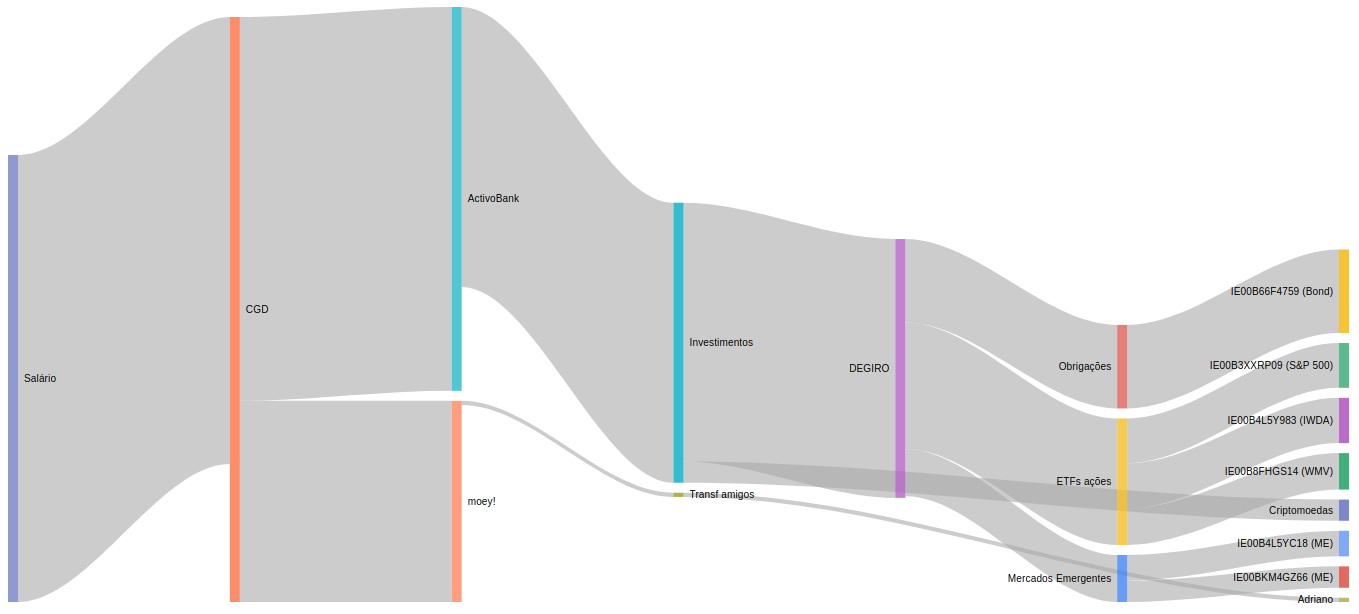 Salário
CGD
ActivoBank
moey!
Investimentos
Transf amigos
DEGIRO
Obrigações
ETFs ações
Mercados Emergentes
IE00B66F4759 (Bond)
IE00B3XXRP09 (S&P 500)
IE00B4L5Y983 (IWDA)
IE00B8FHGS14 (WMV)
Criptomoedas
IE00B4L5YC18 (ME)
IE00BKM4GZ66 (ME)
Adriano